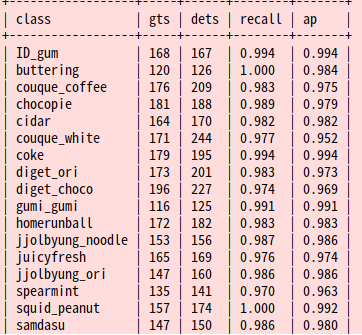 class | gts | dets | recall | ap
ID_gum | 168 | 167 | 0.994 | 0.994
buttering | 120 | 126 | 1.000 | 0.984
couque_coffee | 176 | 209 | 0.983 | 0.975
chocopie | 181 | 188 | 0.989 | 0.979
cidar | 164 | 170 | 0.982 | 0.982
couque_white | 171 | 244 | 0.977 | 0.952
coke | 179 | 195 | 0.994 | 0.994
diget_ori | 173 | 201 | 0.983 | 0.973
diget_choco | 196 | 227 | 0.974 | 0.969
gumi_gumi | 116 | 125 | 0.991 | 0.991
homerunball | 172 | 182 | 0.983 | 0.983
jjolbyung_noodle | 153 | 156 | 0.987 | 0.986
juicyfresh | 165 | 169 | 0.976 | 0.974
jjolbyung_ori | 147 | 160 | 0.986 | 0.986
spearmint | 135 | 141 | 0.970 | 0.963
squid_peanut | 157 | 174 | 1.000 | 0.992
samdasu | 147 | 150 | 0.986 | 0.980